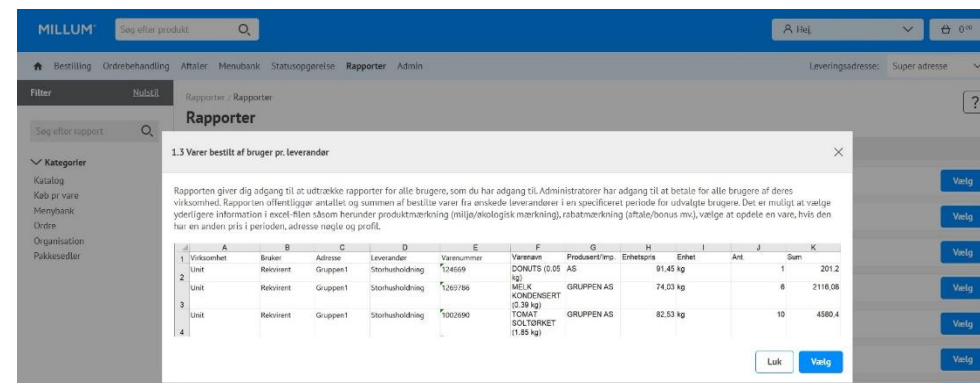 MILLUM
Søg efter produkt
Hej,
0,00
Bestilling Ordrebehandling Aftaler Menubank Statusopgørelse Rapporter Admin
Leveringsadresse: Super adresse
Filter Nulstil
Rapporter / Rapporter
Rapporter
?
Søg efter rapport
Kategorier
Katalog
Køb pr vare
Menybank
Ordre
Organisation
Pakkesedler
1.3 Varer bestilt af bruger pr. leverandør
Rapporten giver dig adgang til at udtrække rapporter for alle brugere, som du har adgang til. Administratorer har adgang til at betale for alle brugere af deres
virksomhed. Rapporten offentliggør antallet og summen af bestilte varer fra ønskede leverandører i en specificeret periode for udvalgte brugere. Det er muligt at vælge
yderligere information i excel-filen såsom herunder produktmærkning (miljø/økologisk mærkning), rabatmærkning (aftale/bonus mv.), vælge at opdele en vare, hvis den
har en anden pris i perioden, adresse nøgle og profil.
A B C D E F G H I J K
1 Virksomhet Bruker Adresse Leverandør Varenummer Varenavn Produsent/Imp. Enhetspris Enhet Ant. Sum
2 Unit Rekvirent Gruppen1 Storhusholdning 124669 DONUTS (0.05 kg) AS 91,45 kg 1 201,2
3 Unit Rekvirent Gruppen1 Storhusholdning 1269786 MELK KONDENSERT (0.39 kg) GRUPPEN AS 74,03 kg 6 2116,08
4 Unit Rekvirent Gruppen1 Storhusholdning 1002690 TOMAT SOLTØRKET (1.85 kg) GRUPPEN AS 82,53 kg 10 4580,4
Luk Vælg
Vælg
Vælg
Vælg
Vælg
Vælg
Vælg